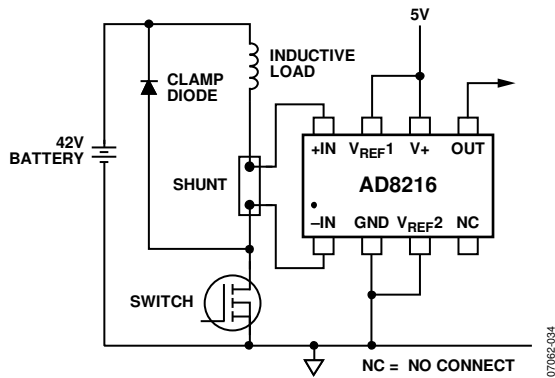 5V
INDUCTIVE
LOAD
CLAMP
DIODE
42V
BATTERY
SHUNT
+IN VREF1 V+ OUT
AD8216
–IN GND VREF2 NC
SWITCH
NC = NO CONNECT
07062-034